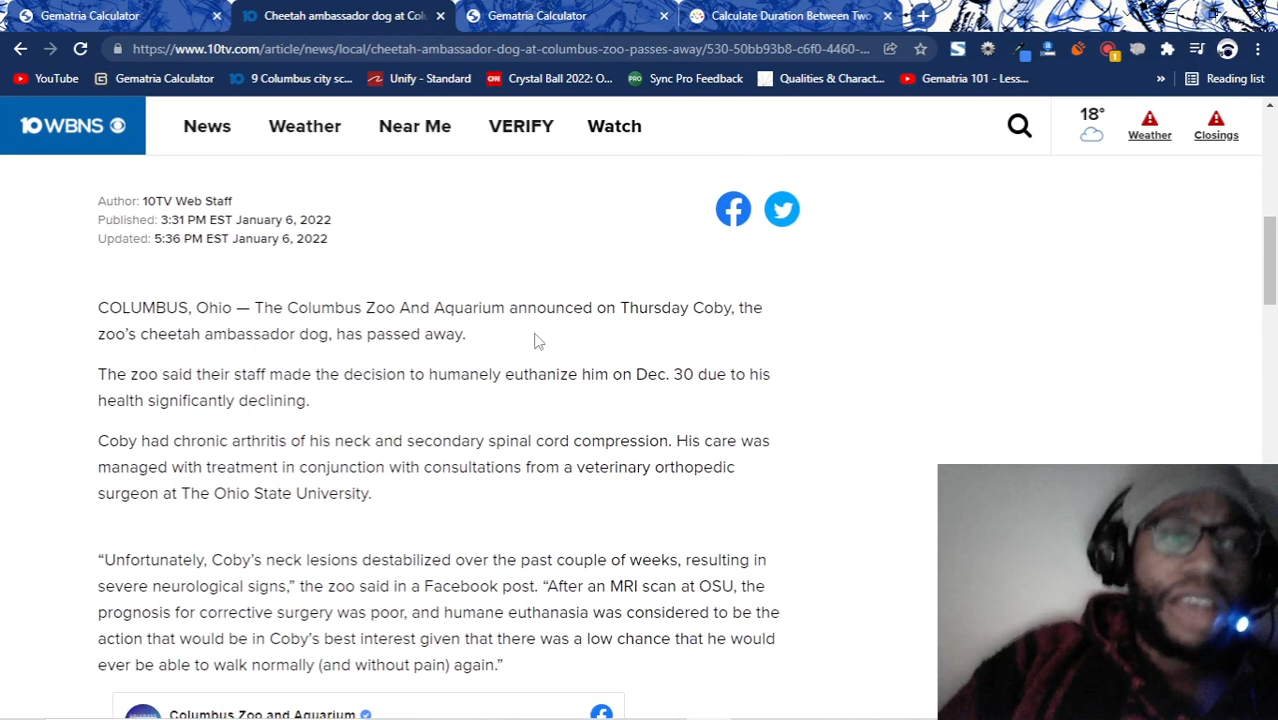 Gematria Calculator
Cheetah ambassador dog at Col
Gematria Calculator
Calculate Duration Between Two
https://www.10tv.com/article/news/local/cheetah-ambassador-dog-at-columbus-zoo-passes-away/530-50bb93b8-c6f0-4460-...
YouTube
Gematria Calculator
9 Columbus city sc...
Unify - Standard
Crystal Ball 2022: O...
Sync Pro Feedback
Qualities & Charact...
Gematria 101 - Less...
Reading list
10 WBNS
News
Weather
Near Me
VERIFY
Watch
18°
Weather
Closings
Author: 10TV Web Staff
Published: 3:31 PM EST January 6, 2022
Updated: 5:36 PM EST January 6, 2022
COLUMBUS, Ohio — The Columbus Zoo And Aquarium announced on Thursday Coby, the
zoo's cheetah ambassador dog, has passed away.
The zoo said their staff made the decision to humanely euthanize him on Dec. 30 due to his
health significantly declining.
Coby had chronic arthritis of his neck and secondary spinal cord compression. His care was
managed with treatment in conjunction with consultations from a veterinary orthopedic
surgeon at The Ohio State University.
“Unfortunately, Coby’s neck lesions destabilized over the past couple of weeks, resulting in
severe neurological signs,” the zoo said in a Facebook post. “After an MRI scan at OSU, the
prognosis for corrective surgery was poor, and humane euthanasia was considered to be the
action that would be in Coby’s best interest given that there was a low chance that he would
ever be able to walk normally (and without pain) again.”
Columbus Zoo and Aquarium